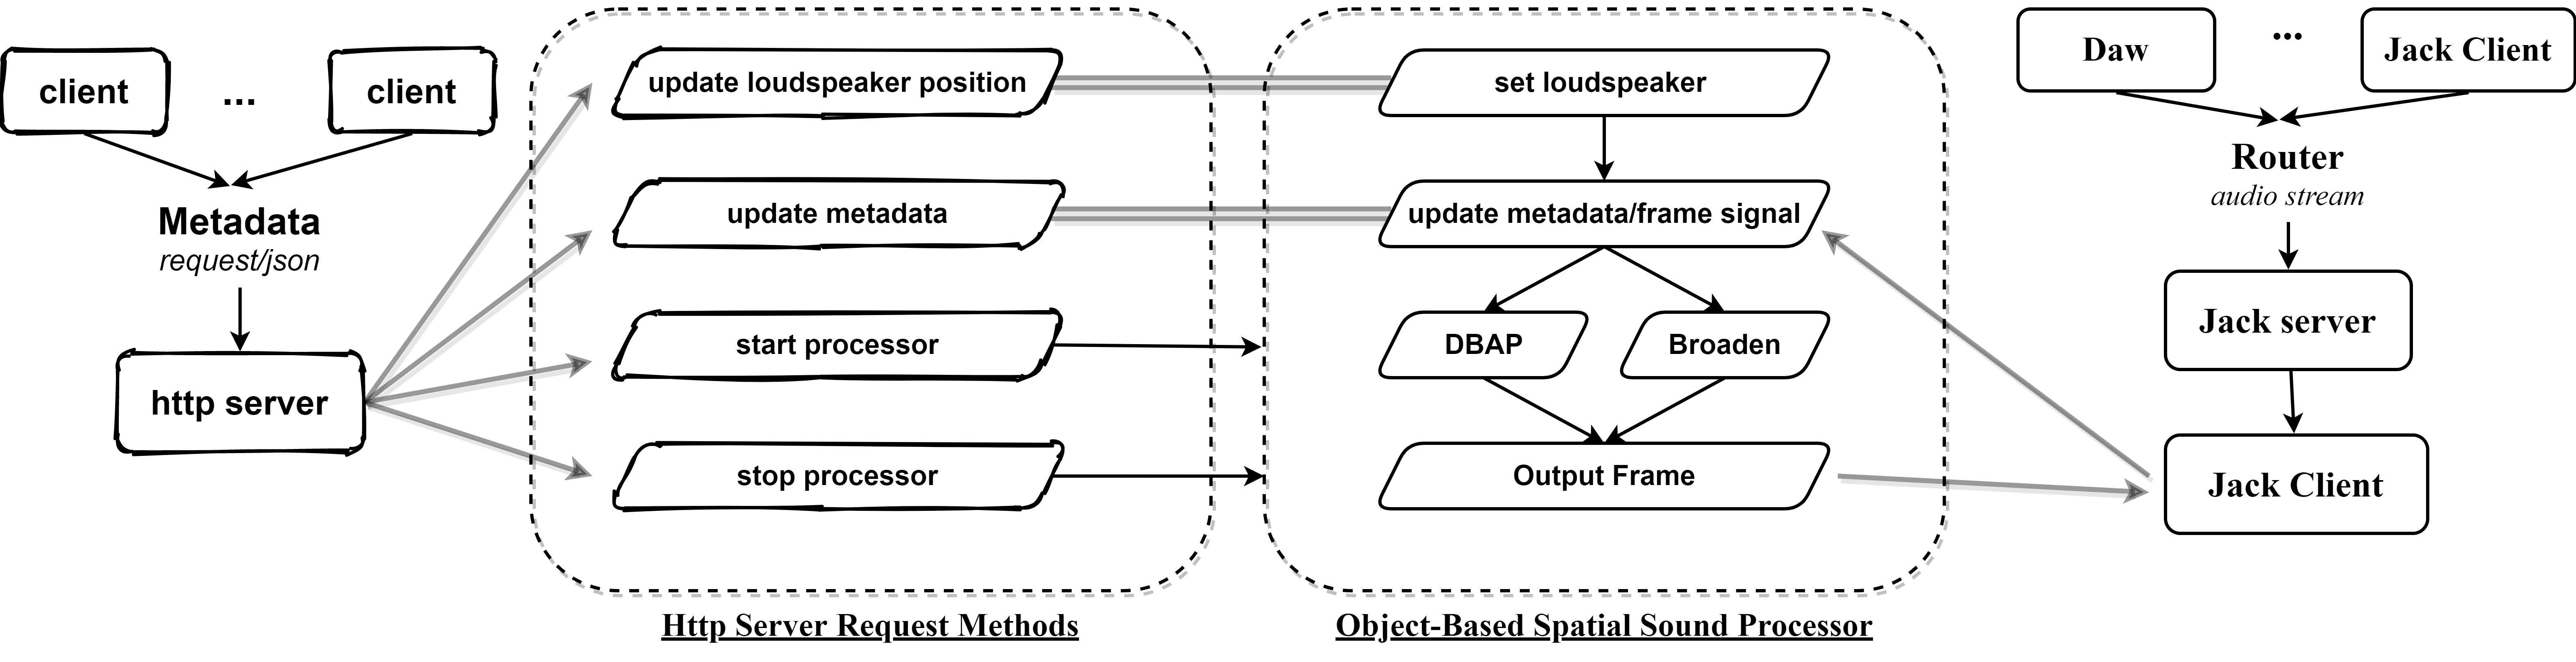 client
...
client
Metadata
request/json
http server
update loudspeaker position
update metadata
start processor
stop processor
Http Server Request Methods
set loudspeaker
update metadata/frame signal
DBAP
Broaden
Output Frame
Object-Based Spatial Sound Processor
Daw
...
Jack Client
Router
audio stream
Jack server
Jack Client